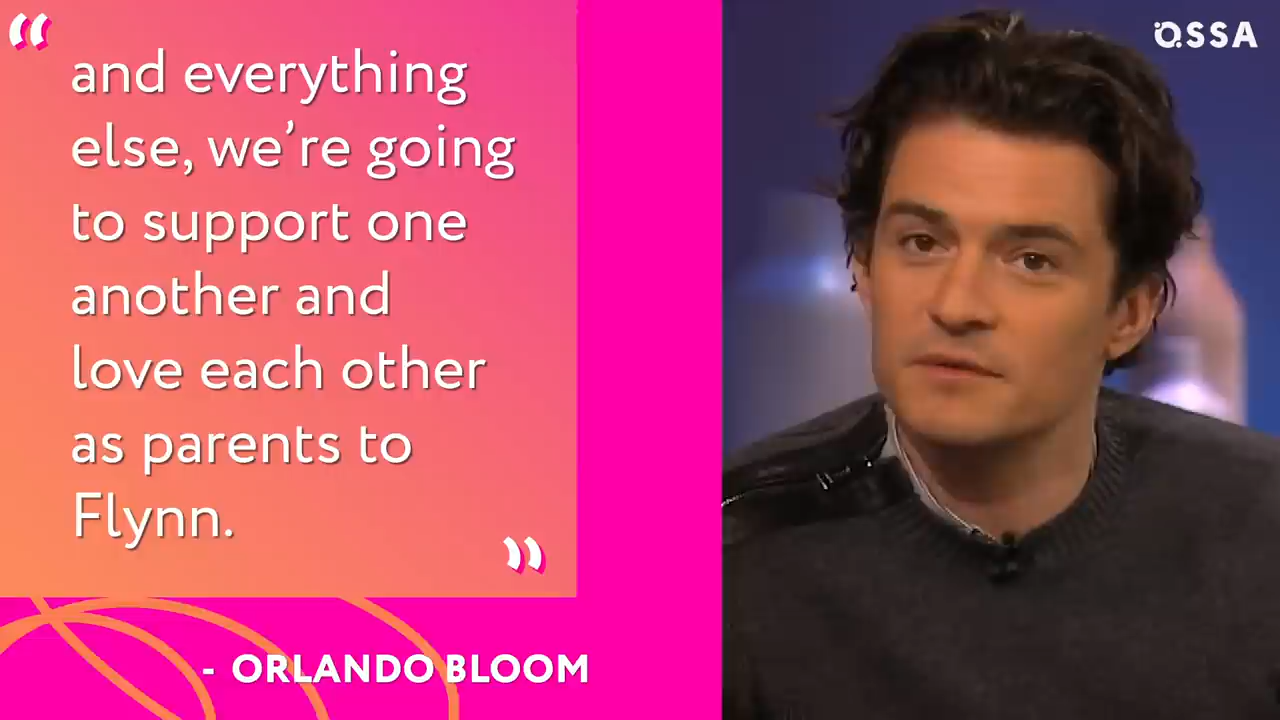 “
and everything
else, we’re going
to support one
another and
love each other
as parents to
Flynn.
”
- ORLANDO BLOOM
OSSA